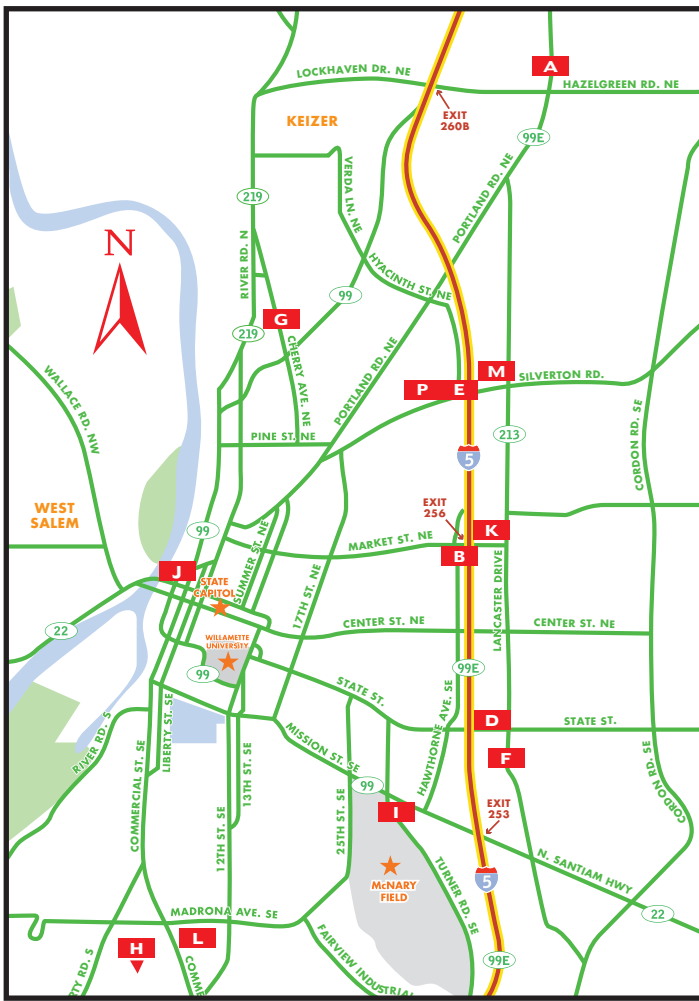 A
LOCKHAVEN DR. NE
HAZELGREEN RD. NE
EXIT
260B
KEIZER
99E
VERDA LN. NE
PORTLAND RD. NE
219
RIVER RD. N
N
HYACINTH ST. NE
99
G
219
CHERRY AVE. NE
PORTLAND RD. NE
M
SILVERTON RD.
P
E
WALLACE RD. NW
CORDON RD. SE
PINE ST. NE
213
5
EXIT
256
WEST
SALEM
99
K
MARKET ST. NE
B
SUMMER ST. NE
J
STATE
CAPITOL
17TH ST. NE
LANCASTER DRIVE
22
CENTER ST. NE
CENTER ST. NE
WILLAMETTE
UNIVERSITY
99
99E
STATE ST.
D
STATE ST.
HAWTHORNE AVE. SE
LIBERTY ST. SE
RIVER RD. S
MISSION ST. SE
13TH ST. SE
F
CORDON RD. SE
99
COMMERCIAL ST. SE
12TH ST. SE
25TH ST. SE
I
EXIT
253
N. SANTIAM HWY
McNARY
FIELD
5
TURNER RD. SE
22
MADRONA AVE. SE
L
H
FAIRVIEW INDUSTRIAL
99E
RTY RD. S
COMME